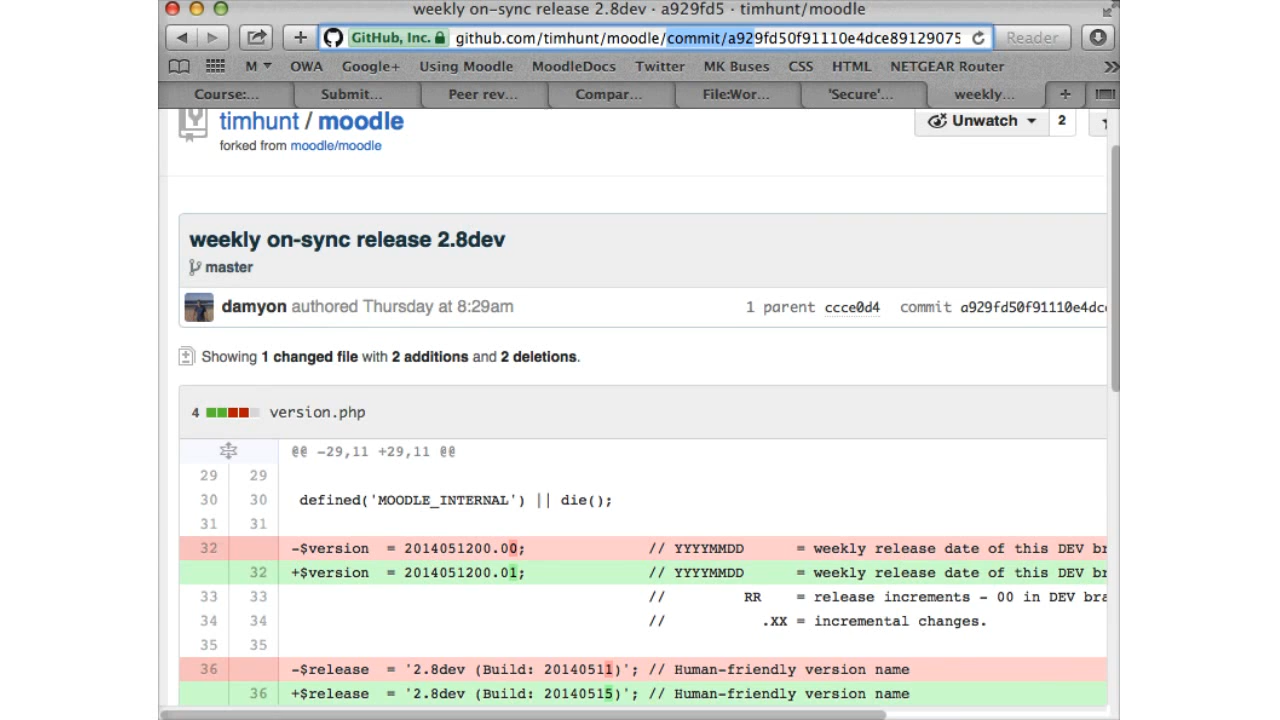 weekly on-sync release 2.8dev · a929fd5 · timhunt/moodle
GitHub, Inc. github.com/timhunt/moodle/commit/a929fd50f91110e4dce89129075 Reader
M OWA Google+ Using Moodle MoodleDocs Twitter MK Buses CSS HTML NETGEAR Router
Course:... Submit... Peer rev... Compar... File:Wor... 'Secure'... weekly...
timhunt / moodle Unwatch 2
forked from moodle/moodle
weekly on-sync release 2.8dev
master
damyon authored Thursday at 8:29am 1 parent ccce0d4 commit a929fd50f91110e4dc
Showing 1 changed file with 2 additions and 2 deletions.
4 version.php
@@ -29,11 +29,11 @@
29 29
30 30 defined('MOODLE_INTERNAL') || die();
31 31
32 -$version = 2014051200.00; // YYYYMMDD = weekly release date of this DEV br
32 +$version = 2014051200.01; // YYYYMMDD = weekly release date of this DEV br
33 33 // RR = release increments - 00 in DEV bra
34 34 // .XX = incremental changes.
35 35
36 -$release = '2.8dev (Build: 20140511)'; // Human-friendly version name
36 +$release = '2.8dev (Build: 20140515)'; // Human-friendly version name